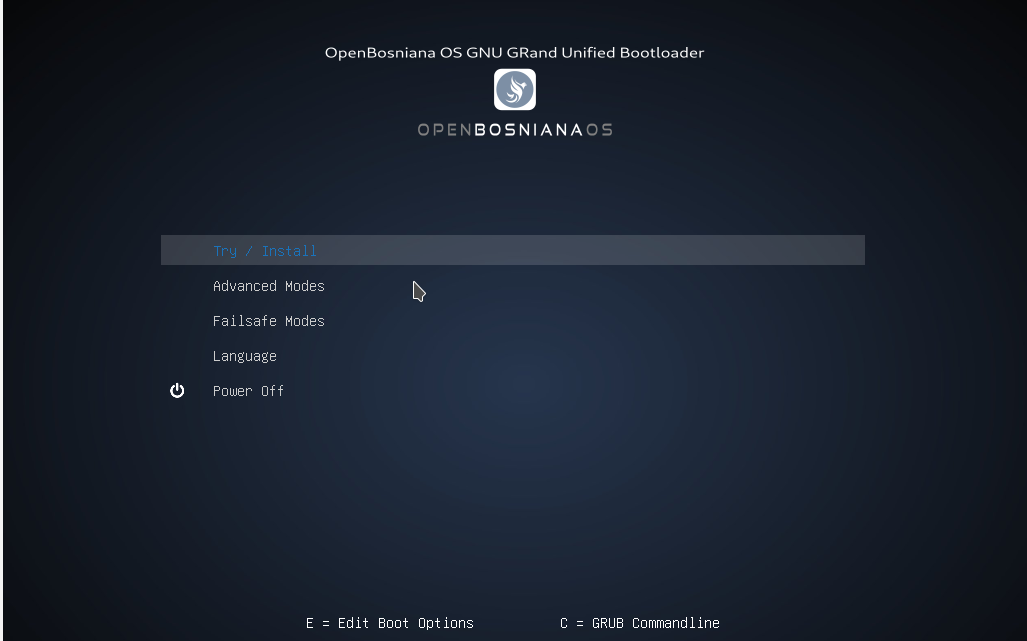 OpenBosniana OS GNU GRand Unified Bootloader
OPENBOSNIANAOS
Try / Install
Advanced Modes
Failsafe Modes
Language
Power Off
E = Edit Boot Options C = GRUB Commandline